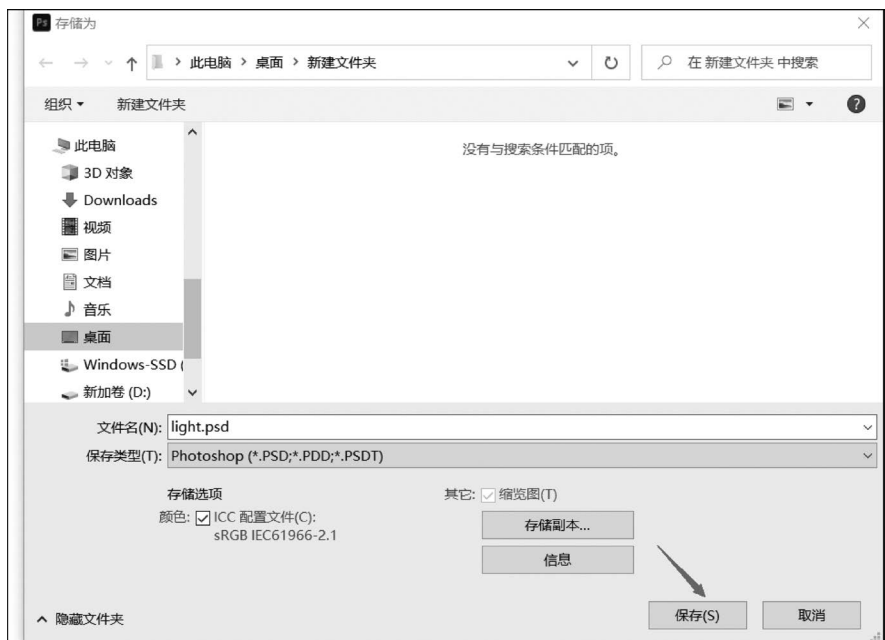 Ps 存储为
此电脑 > 桌面 > 新建文件夹
在 新建文件夹 中搜索
组织 新建文件夹
此电脑
没有与搜索条件匹配的项。
3D 对象
Downloads
视频
图片
文档
音乐
桌面
Windows-SSD (
新加卷 (D:)
文件名(N): light.psd
保存类型(T): Photoshop (*.PSD;*.PDD;*.PSDT)
存储选项
其它: 缩览图(T)
颜色: ICC 配置文件(C):
sRGB IEC61966-2.1
存储副本...
信息
隐藏文件夹
保存(S) 取消